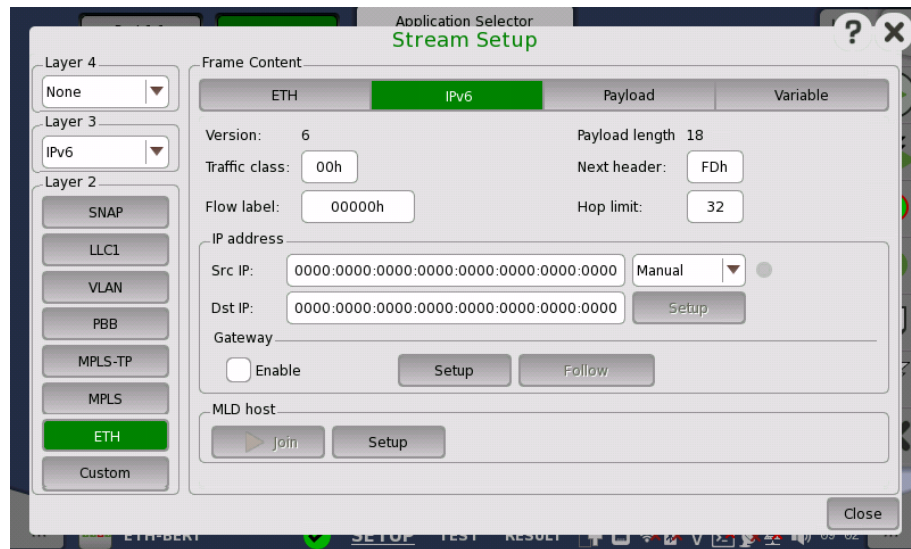 Application Selector
Stream Setup
?
Layer 4
None
Layer 3
IPv6
Layer 2
SNAP
LLC1
VLAN
PBB
MPLS-TP
MPLS
ETH
Custom
Frame Content
ETH IPv6 Payload Variable
Version: 6 Payload length 18
Traffic class: 00h Next header: FDh
Flow label: 00000h Hop limit: 32
IP address
Src IP: 0000:0000:0000:0000:0000:0000:0000:0000 Manual
Dst IP: 0000:0000:0000:0000:0000:0000:0000:0000 Setup
Gateway
Enable Setup Follow
MLD host
Join Setup
Close
ETH-BERT SETUP TEST RESULT